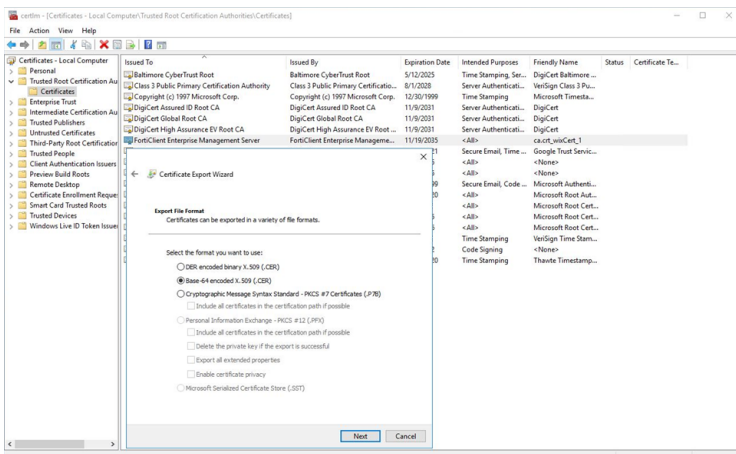 certlm - [Certificates - Local Computer\Trusted Root Certification Authorities\Certificates]
File Action View Help
Certificates - Local Computer
Personal
Trusted Root Certification Au
Certificates
Enterprise Trust
Intermediate Certification Au
Trusted Publishers
Untrusted Certificates
Third-Party Root Certification
Trusted People
Client Authentication Issuers
Preview Build Roots
Remote Desktop
Certificate Enrollment Reques
Smart Card Trusted Roots
Trusted Devices
Windows Live ID Token Issuer
Issued To Issued By Expiration Date Intended Purposes Friendly Name Status Certificate Te...
Baltimore CyberTrust Root Baltimore CyberTrust Root 5/12/2025 Time Stamping, Ser... DigiCert Baltimore ...
Class 3 Public Primary Certification Authority Class 3 Public Primary Certificatio... 8/1/2028 Server Authenticati... VeriSign Class 3 Pu...
Copyright (c) 1997 Microsoft Corp. Copyright (c) 1997 Microsoft Corp. 12/30/1999 Time Stamping Microsoft Timesta...
DigiCert Assured ID Root CA DigiCert Assured ID Root CA 11/9/2031 Server Authenticati... DigiCert
DigiCert Global Root CA DigiCert Global Root CA 11/9/2031 Server Authenticati... DigiCert
DigiCert High Assurance EV Root CA DigiCert High Assurance EV Root ... 11/9/2031 Server Authenticati... DigiCert
FortiClient Enterprise Management Server FortiClient Enterprise Manageme... 11/19/2035 <All> ca.crt_wixCert_1
21 Secure Email, Time ... Google Trust Servic...
<All> <None>
<All> <None>
99 Secure Email, Code ... Microsoft Authenti...
20 <All> Microsoft Root Aut...
<All> Microsoft Root Cert...
<All> Microsoft Root Cert...
<All> Microsoft Root Cert...
Time Stamping VeriSign Time Stam...
Code Signing <None>
20 Time Stamping Thawte Timestamp...
Certificate Export Wizard
Export File Format
Certificates can be exported in a variety of file formats.
Select the format you want to use:
DER encoded binary X.509 (.CER)
Base-64 encoded X.509 (.CER)
Cryptographic Message Syntax Standard - PKCS #7 Certificates (.P7B)
Include all certificates in the certification path if possible
Personal Information Exchange - PKCS #12 (.PFX)
Include all certificates in the certification path if possible
Delete the private key if the export is successful
Export all extended properties
Enable certificate privacy
Microsoft Serialized Certificate Store (.SST)
Next Cancel